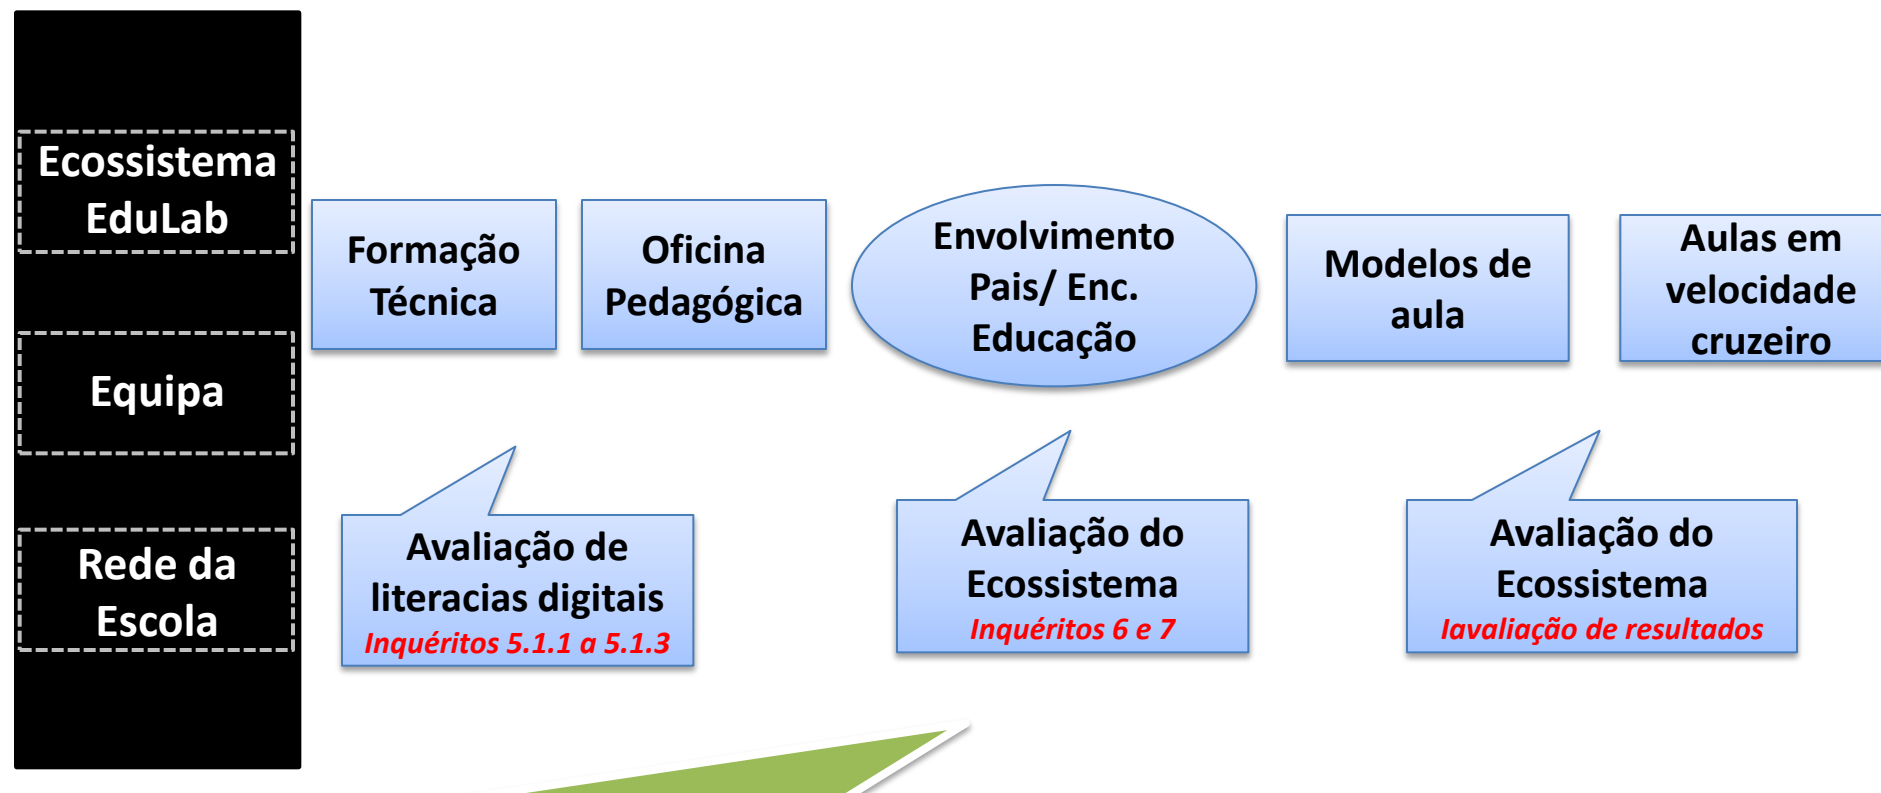 Ecossistema
EduLab
Equipa
Rede da
Escola
Formação
Técnica
Oficina
Pedagógica
Envolvimento
Pais/ Enc.
Educação
Modelos de
aula
Aulas em
velocidade
cruzeiro
Avaliação de
literacias digitais
Inquéritos 5.1.1 a 5.1.3
Avaliação do
Ecossistema
Inquéritos 6 e 7
Avaliação do
Ecossistema
Iavaliação de resultados